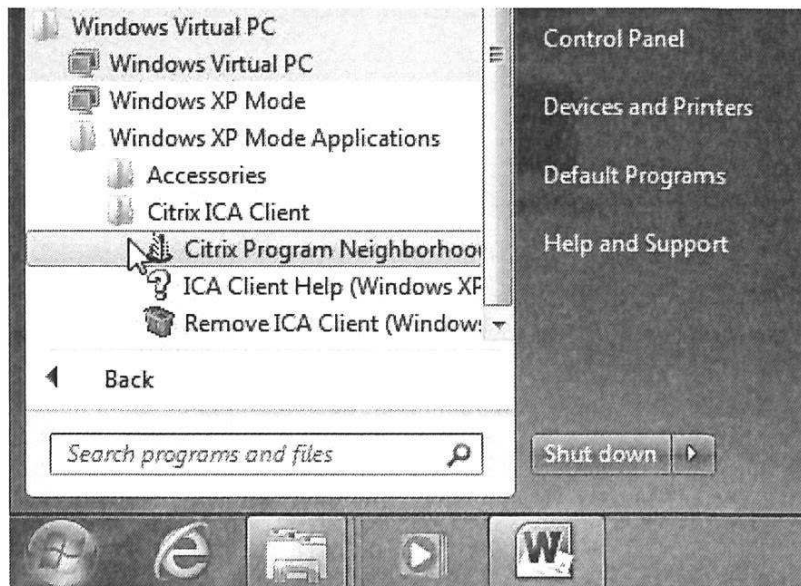 Windows Virtual PC
Windows Virtual PC
Windows XP Mode
Windows XP Mode Applications
Accessories
Citrix ICA Client
Citrix Program Neighborhoo
ICA Client Help (Windows XP
Remove ICA Client (Windows
Back
Search programs and files
Control Panel
Devices and Printers
Default Programs
Help and Support
Shut down
W